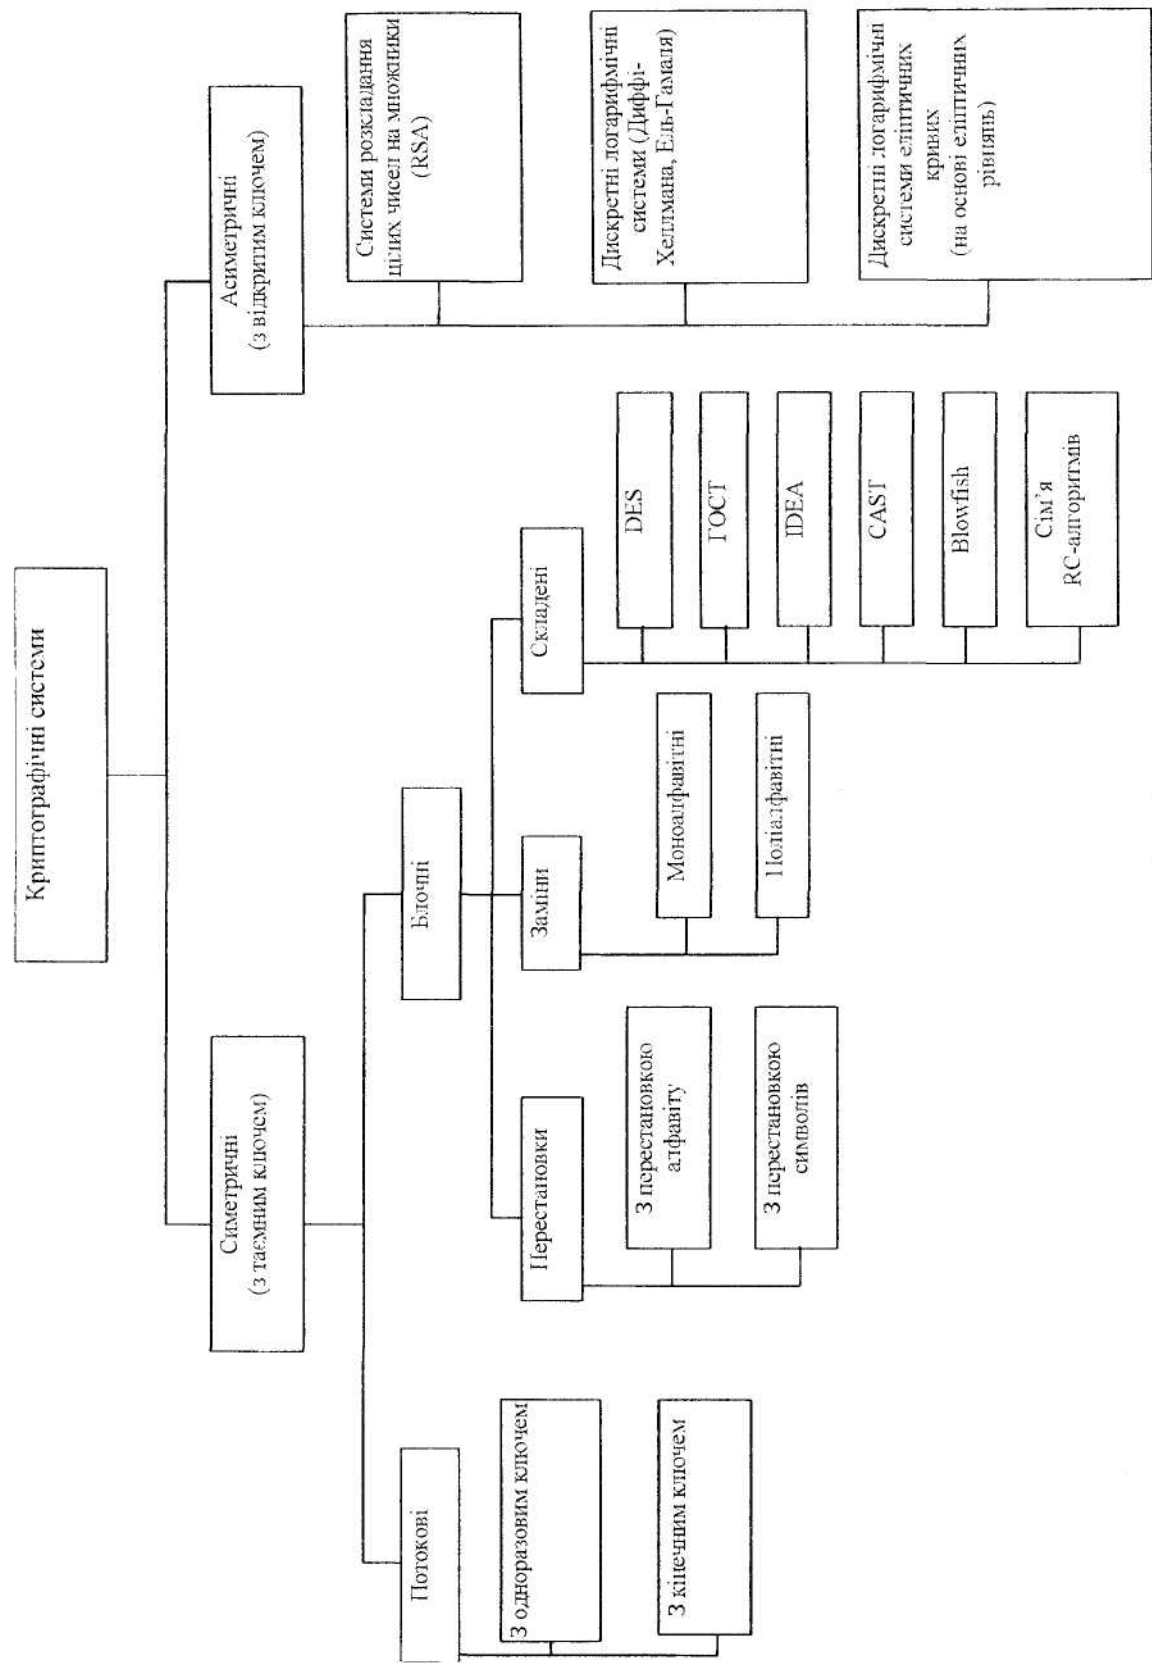 Криптографічні системи
Симетричні
(з таємним ключем)
Асиметричні
(з відкритим ключем)
Потокові
Блочні
З одноразовим ключем
З кінечним ключем
Перестановки
Заміни
Складені
З перестановкою
алфавіту
З перестановкою
символів
Моноалфавітні
Поліалфавітні
DES
ГОСТ
IDEA
CAST
Blowfish
Сім'я
RC-алгоритмів
Системи розкладання
цілих чисел на множники
(RSA)
Дискретні логарифмічні
системи (Диффі-
Хеллмана, Ель-Гамаля)
Дискретні логарифмічні
системи еліптичних
кривих
(на основі еліптичних
рівнянь)